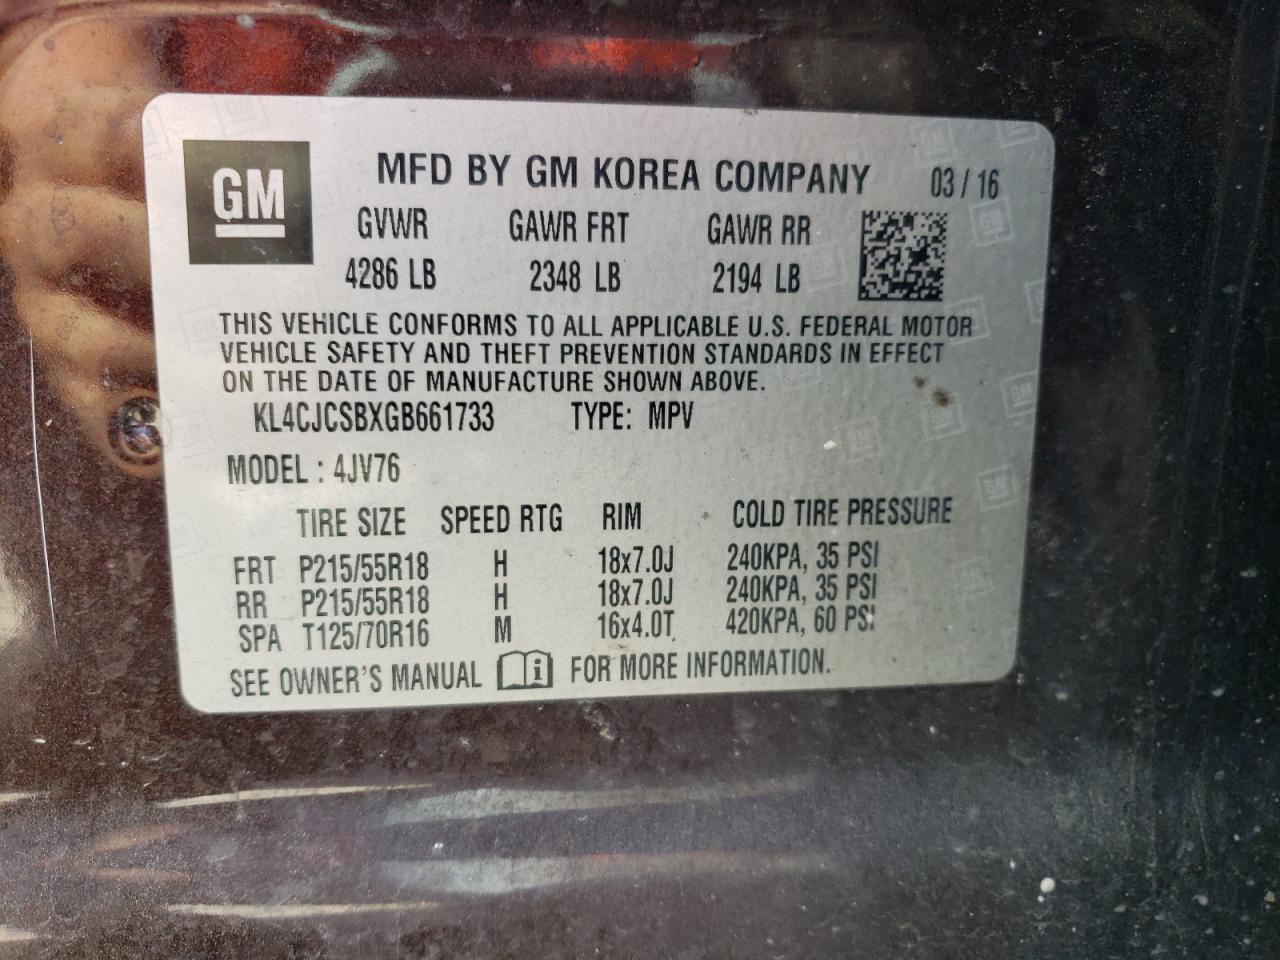 GM
MFD BY GM KOREA COMPANY 03 / 16
GVWR GAWR FRT GAWR RR
4286 LB 2348 LB 2194 LB
THIS VEHICLE CONFORMS TO ALL APPLICABLE U.S. FEDERAL MOTOR
VEHICLE SAFETY AND THEFT PREVENTION STANDARDS IN EFFECT
ON THE DATE OF MANUFACTURE SHOWN ABOVE.
KL4CJCSBXGB661733 TYPE: MPV
MODEL : 4JV76
TIRE SIZE SPEED RTG RIM COLD TIRE PRESSURE
FRT P215/55R18 H 18x7.0J 240KPA, 35 PSI
RR P215/55R18 H 18x7.0J 240KPA, 35 PSI
SPA T125/70R16 M 16x4.0T 420KPA, 60 PSI
SEE OWNER'S MANUAL i FOR MORE INFORMATION.